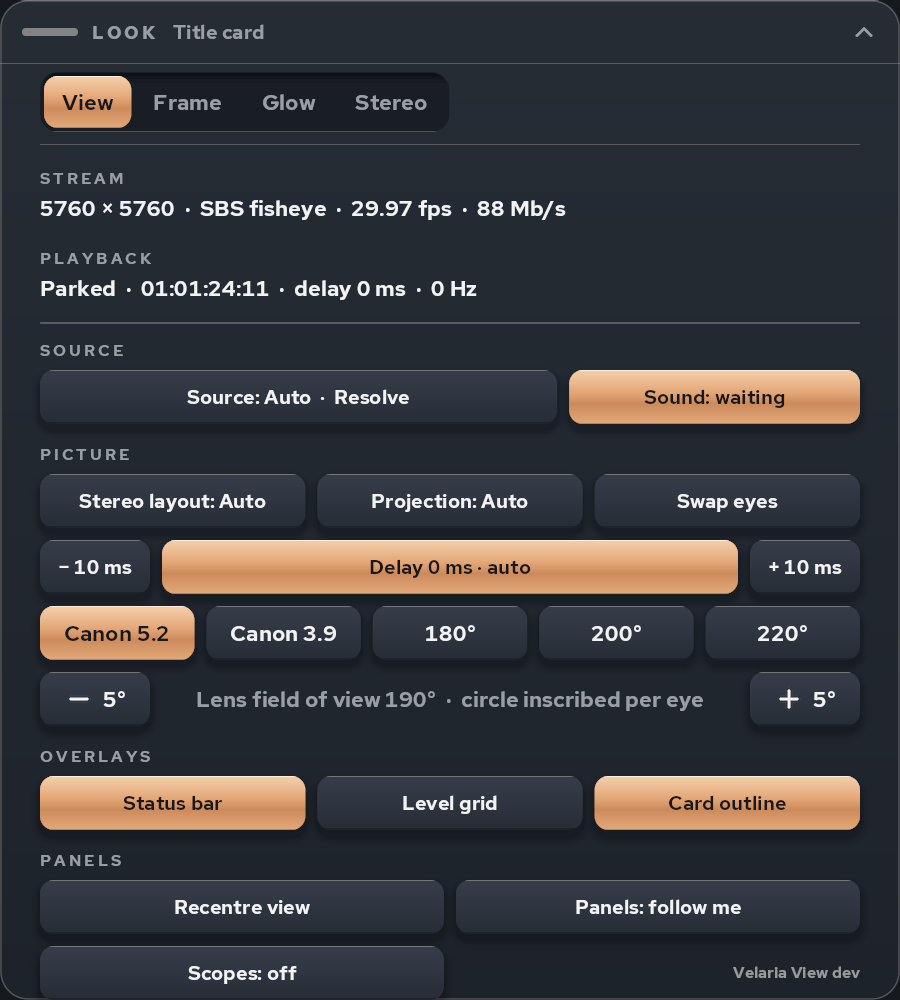 LOOK Title card
View Frame Glow Stereo
STREAM
5760 × 5760 · SBS fisheye · 29.97 fps · 88 Mb/s
PLAYBACK
Parked · 01:01:24:11 · delay 0 ms · 0 Hz
SOURCE
Source: Auto · Resolve Sound: waiting
PICTURE
Stereo layout: Auto Projection: Auto Swap eyes
− 10 ms Delay 0 ms · auto + 10 ms
Canon 5.2 Canon 3.9 180° 200° 220°
− 5° Lens field of view 190° · circle inscribed per eye + 5°
OVERLAYS
Status bar Level grid Card outline
PANELS
Recentre view Panels: follow me
Scopes: off Velaria View dev